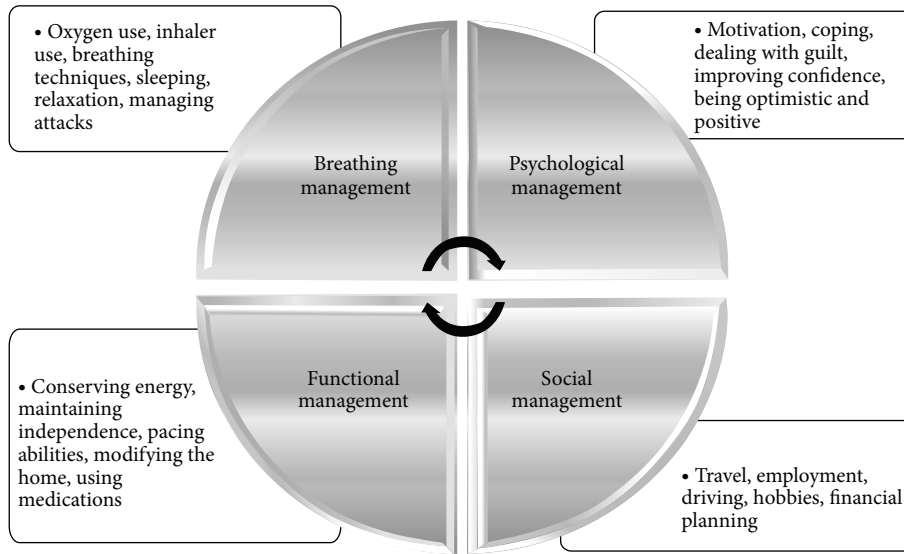 • Oxygen use, inhaler
use, breathing
techniques, sleeping,
relaxation, managing
attacks
• Motivation, coping,
dealing with guilt,
improving confidence,
being optimistic and
positive
Breathing
management
Psychological
management
Functional
management
Social
management
• Conserving energy,
maintaining
independence, pacing
abilities, modifying the
home, using
medications
• Travel, employment,
driving, hobbies, financial
planning